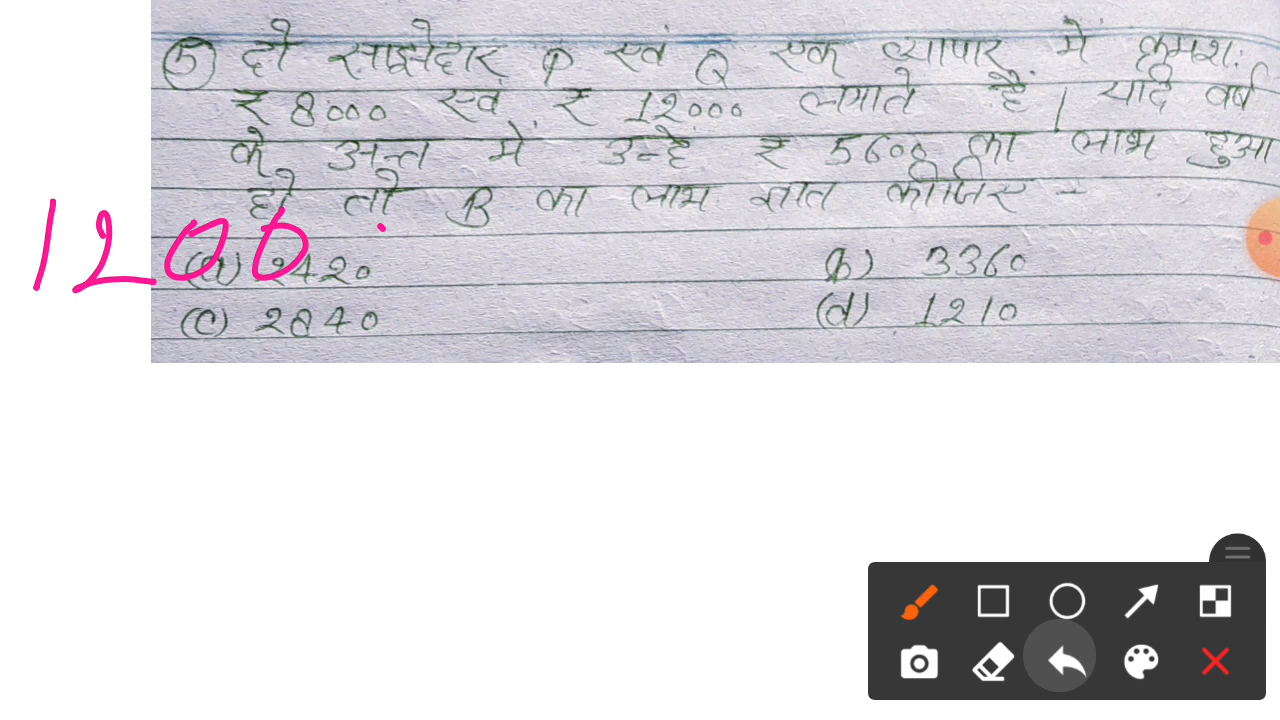 ⑤ दो साझेदार P एवं Q एक व्यापार में क्रमशः
₹ 8000 एवं ₹ 12000 लगाते हैं। यदि वर्ष
के अन्त में उन्हें ₹ 5600 का लाभ हुआ
हो तो B का लाभ ज्ञात कीजिए -
1200
(a) 2420 (b) 3360
(c) 2840 (d) 1210